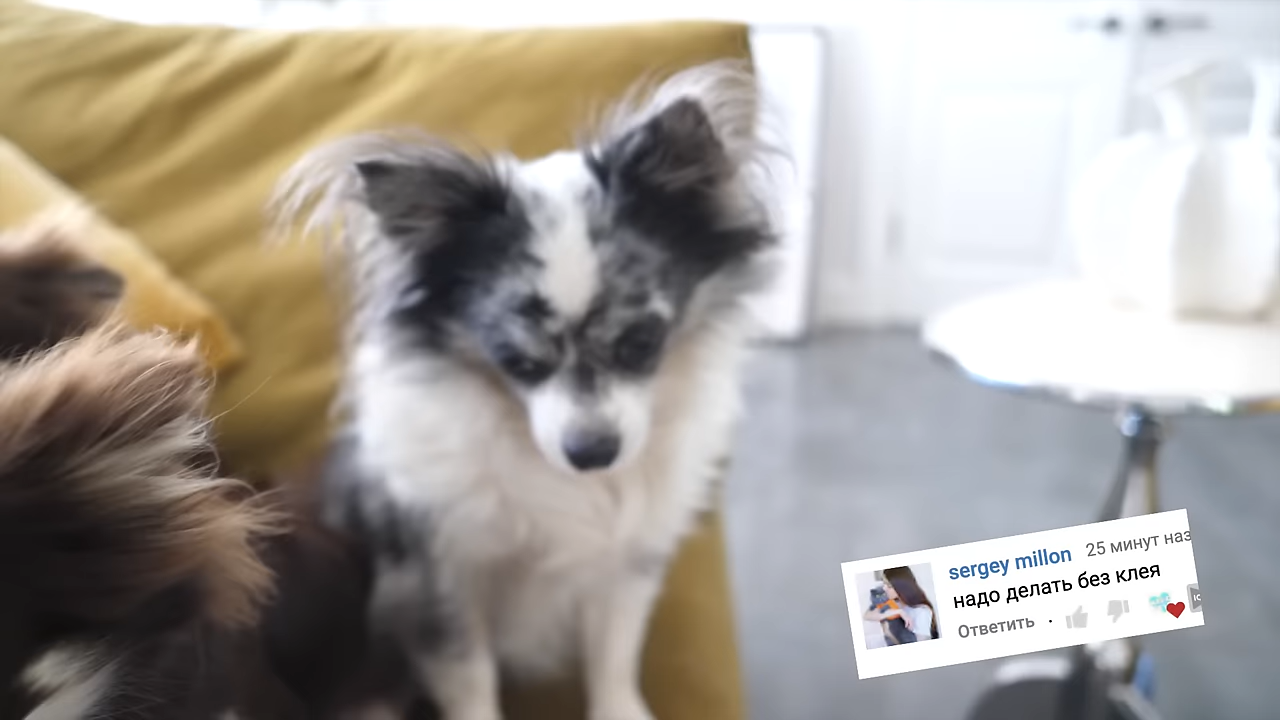 sergey millon 25 минут наз
надо делать без клея
Ответить